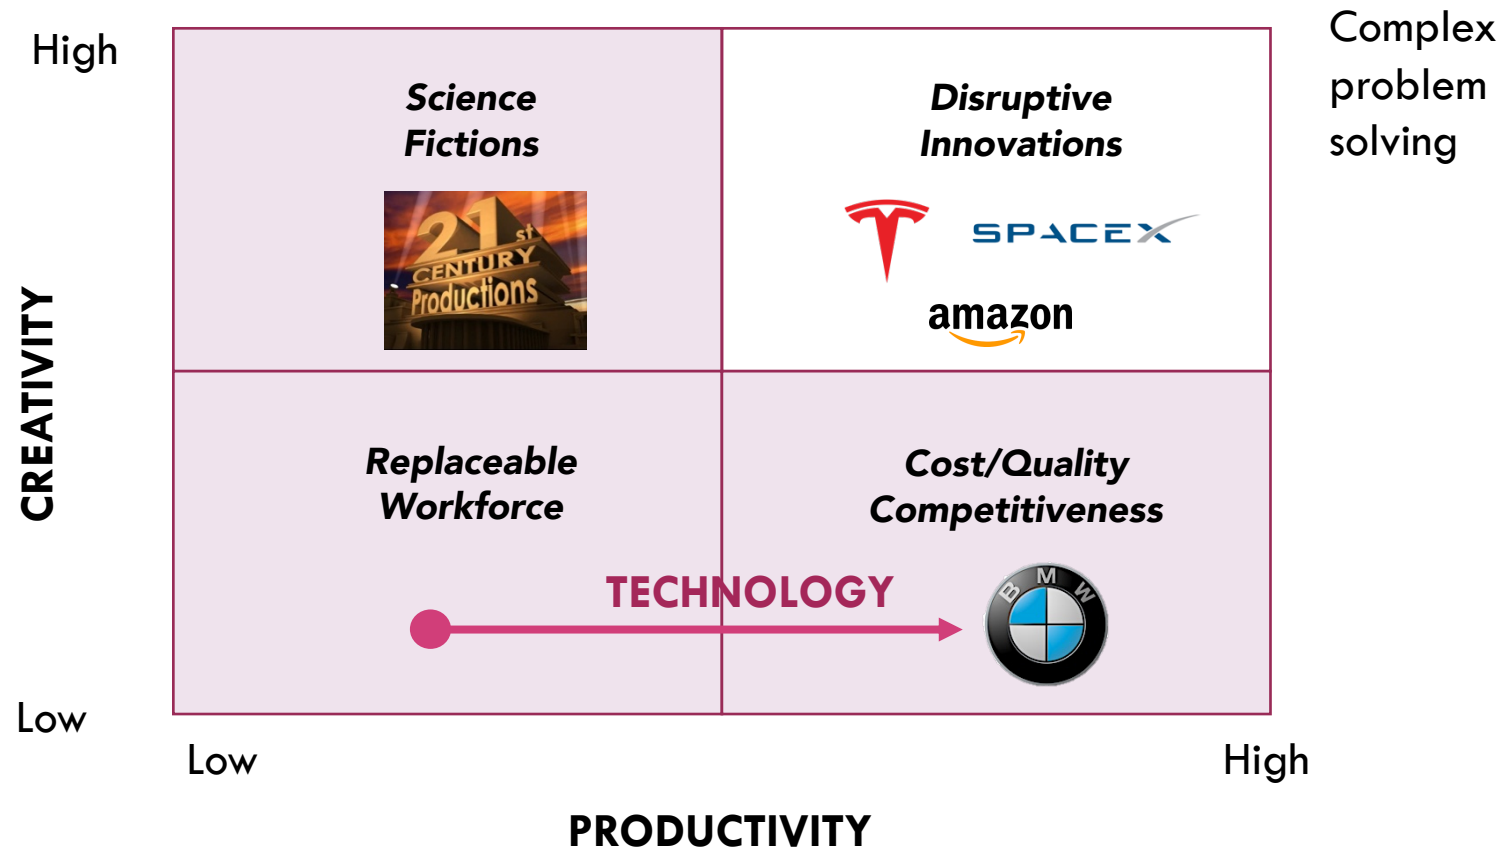 High
Complex
problem
solving
Science
Fictions
Disruptive
Innovations
21st
CENTURY
Productions
SPACEX
amazon
CREATIVITY
Replaceable
Workforce
Cost/Quality
Competitiveness
TECHNOLOGY
BMW
Low
Low
High
PRODUCTIVITY